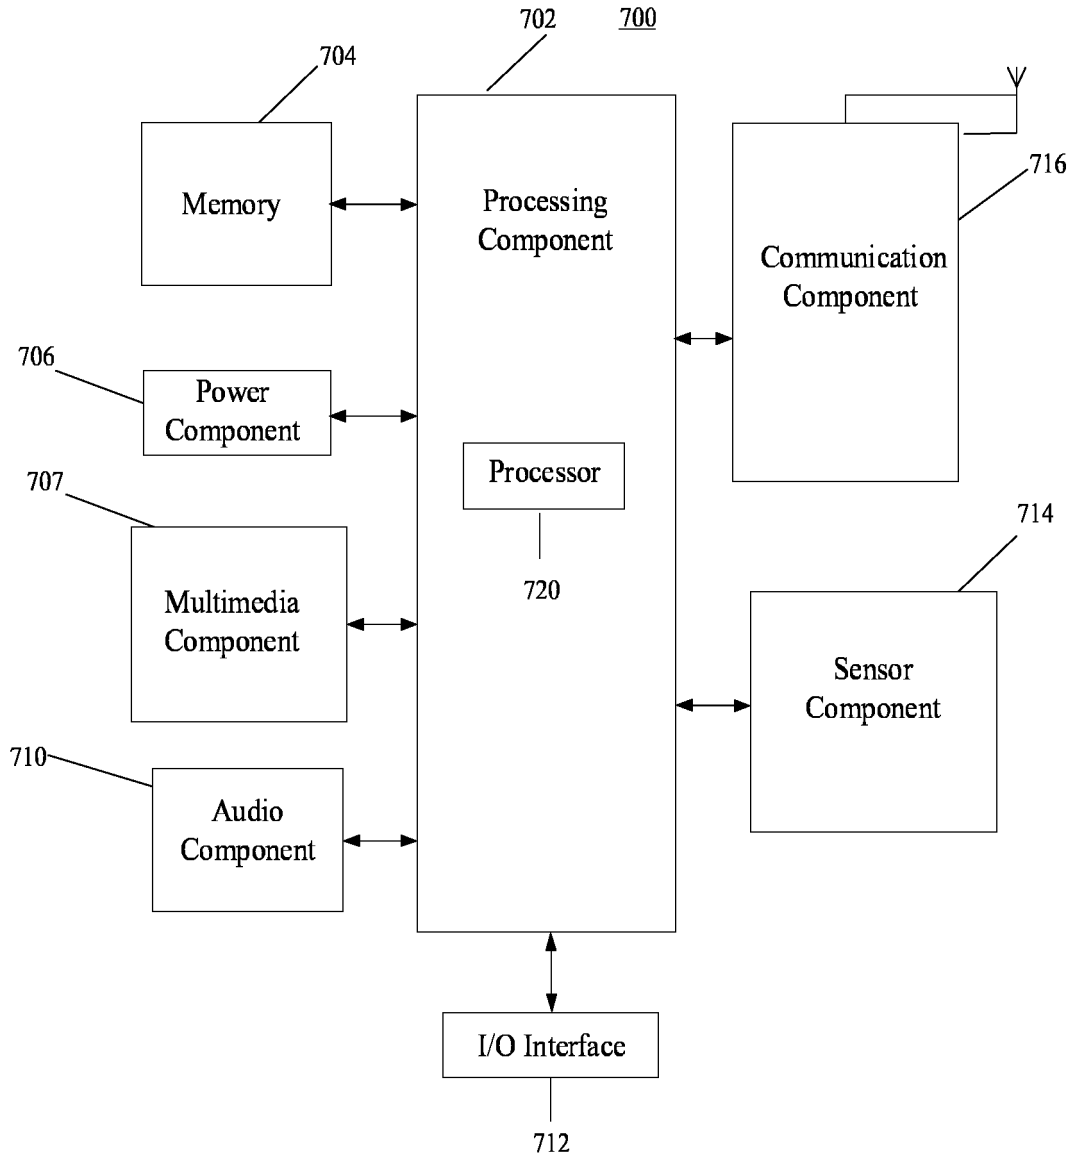 702
700
704
Memory
Processing
Component
716
Communication
Component
706
Power
Component
Processor
707
714
720
Multimedia
Component
Sensor
Component
710
Audio
Component
I/O Interface
712